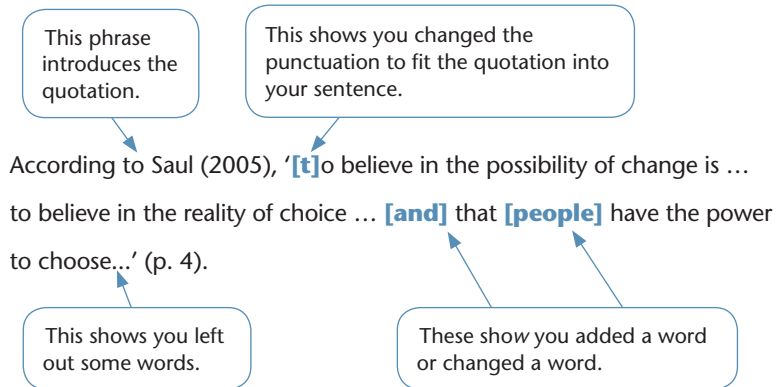 This phrase
introduces the
quotation.
This shows you changed the
punctuation to fit the quotation into
your sentence.
According to Saul (2005), ‘[t]o believe in the possibility of change is …
to believe in the reality of choice … [and] that [people] have the power
to choose...’ (p. 4).
This shows you left
out some words.
These show you added a word
or changed a word.